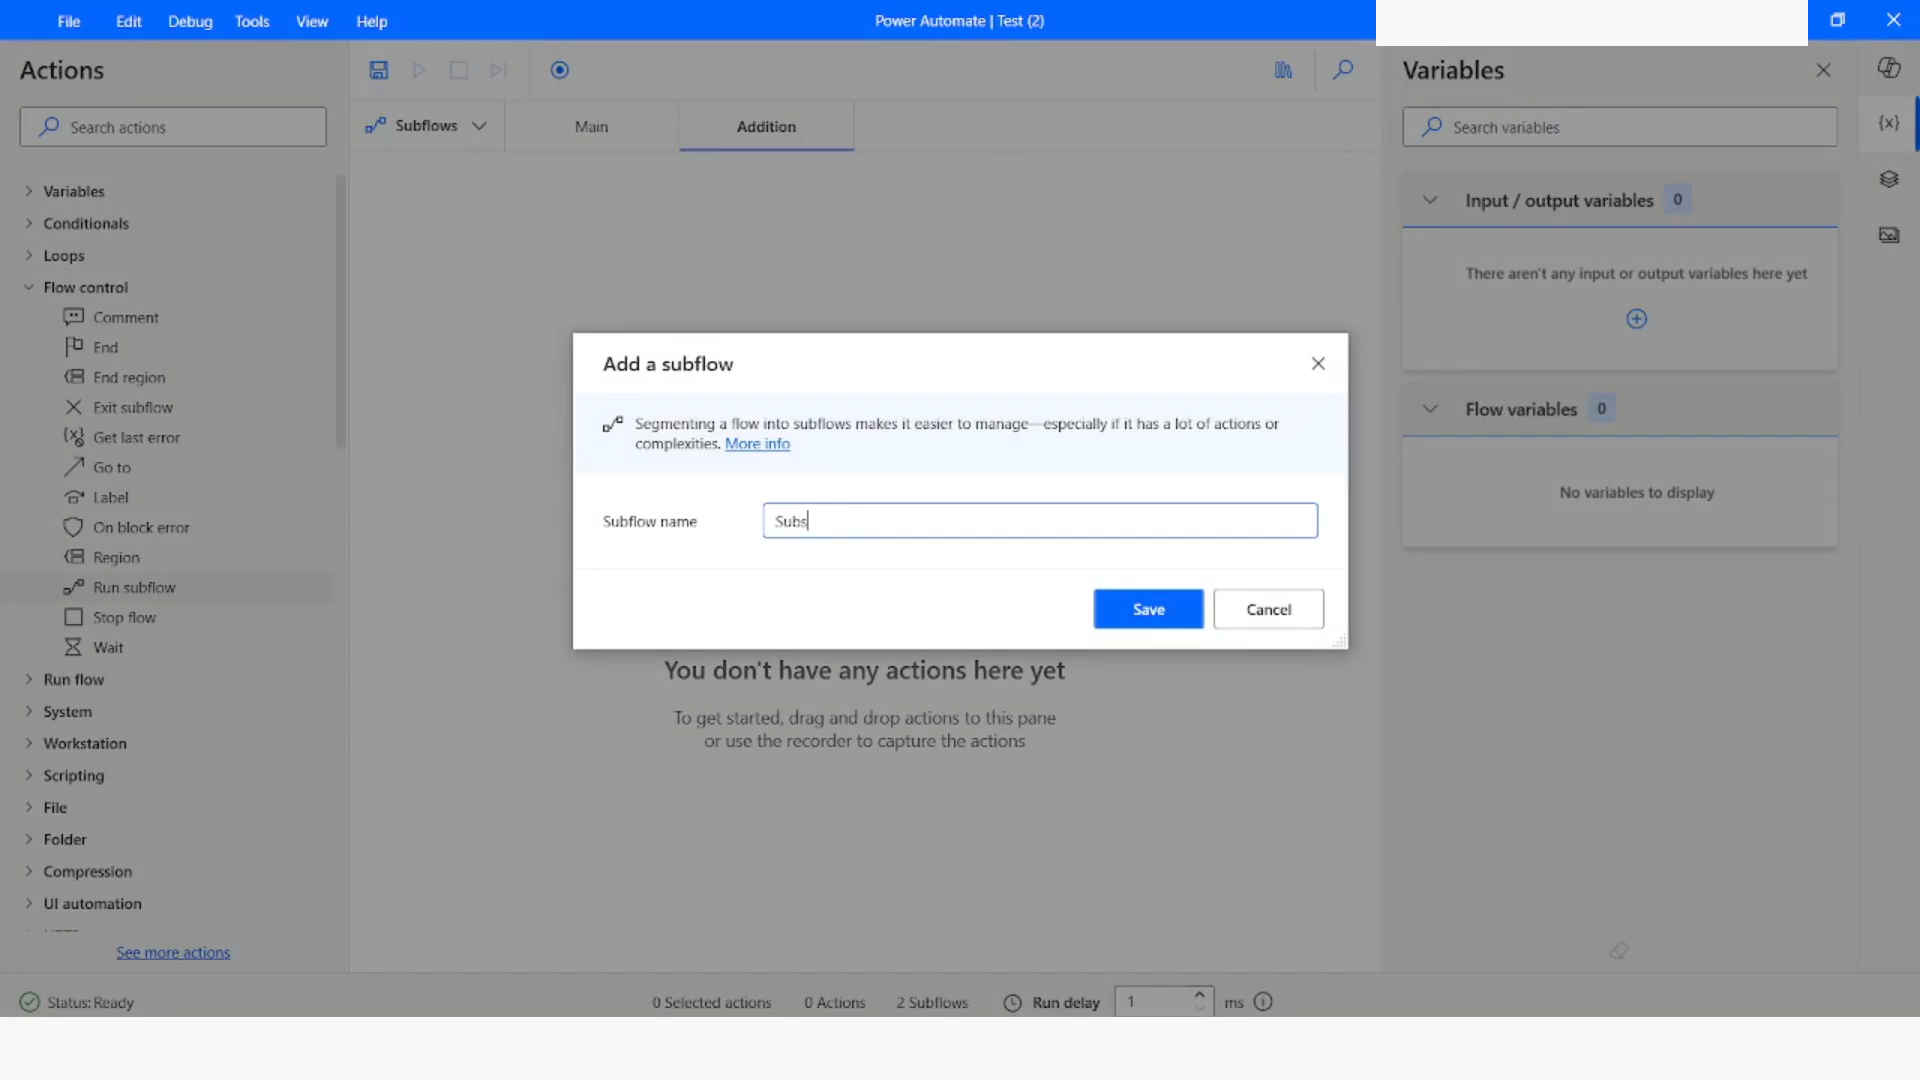 File Edit Debug Tools View Help
Power Automate | Test (2)
Actions
Search actions
Variables
Conditionals
Loops
Flow control
Comment
End
End region
Exit subflow
Get last error
Go to
Label
On block error
Region
Run subflow
Stop flow
Wait
Run flow
System
Workstation
Scripting
File
Folder
Compression
UI automation
See more actions
Subflows
Main
Addition
Add a subflow
Segmenting a flow into subflows makes it easier to manage—especially if it has a lot of actions or
complexities. More info
Subflow name
Subs
Save
Cancel
You don't have any actions here yet
To get started, drag and drop actions to this pane
or use the recorder to capture the actions
Variables
Search variables
{x}
Input / output variables 0
There aren't any input or output variables here yet
Flow variables 0
No variables to display
Status: Ready
0 Selected actions
0 Actions
2 Subflows
Run delay
1
ms